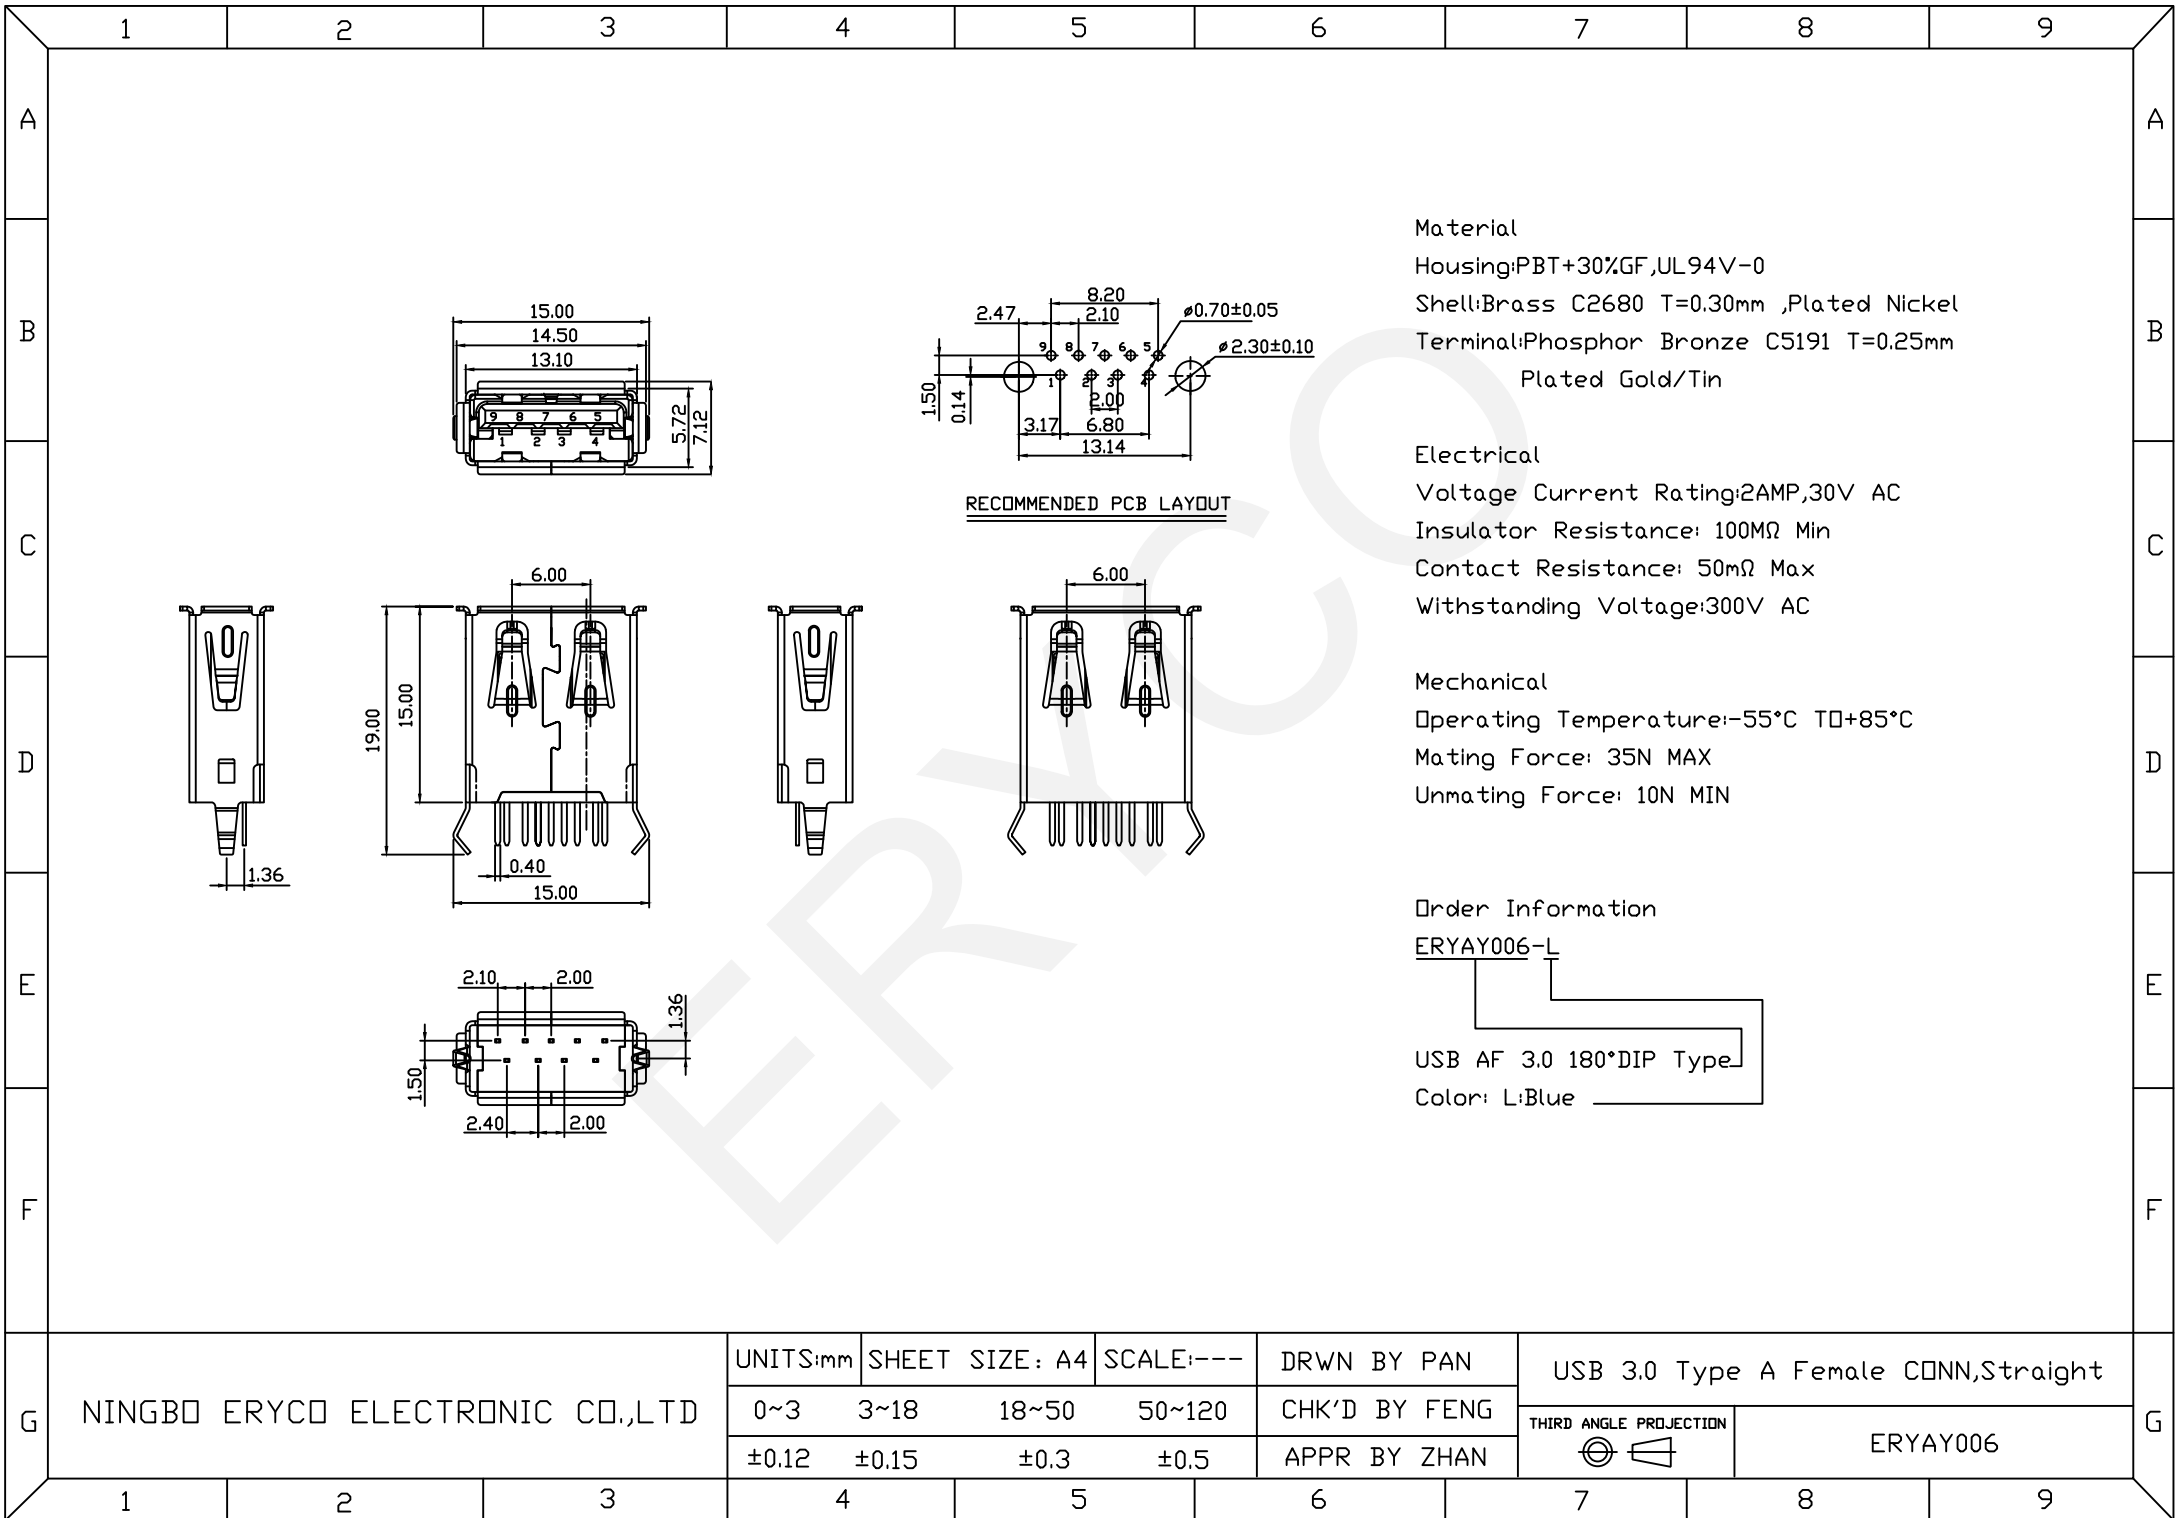 1 2 3 4 5 6 7 8 9
A A
B B
C C
D D
E E
F F
G G
15.00
14.50
13.10
9 8 7 6 5
1 2 3 4
5.72
7.12
8.20
2.47
2.10
ø0.70±0.05
ø2.30±0.10
9 8 7 6 5
1 2 3 4
1.50
0.14
2.00
3.17
6.80
13.14
RECOMMENDED PCB LAYOUT
Material
Housing:PBT+30%GF,UL94V-0
Shell:Brass C2680 T=0.30mm ,Plated Nickel
Terminal:Phosphor Bronze C5191 T=0.25mm
Plated Gold/Tin
Electrical
Voltage Current Rating:2AMP,30V AC
Insulator Resistance: 100MΩ Min
Contact Resistance: 50mΩ Max
Withstanding Voltage:300V AC
Mechanical
Operating Temperature:-55°C TO+85°C
Mating Force: 35N MAX
Unmating Force: 10N MIN
Order Information
ERYAY006-L
USB AF 3.0 180°DIP Type
Color: L:Blue
6.00
6.00
19.00
15.00
1.36
0.40
15.00
2.10
2.00
1.36
1.50
2.40
2.00
ERYCO
NINGBO ERYCO ELECTRONIC CO.,LTD
UNITS:mm SHEET SIZE: A4 SCALE:---
0~3 3~18 18~50 50~120
±0.12 ±0.15 ±0.3 ±0.5
DRWN BY PAN
CHK'D BY FENG
APPR BY ZHAN
USB 3.0 Type A Female CONN,Straight
THIRD ANGLE PROJECTION
ERYAY006
1 2 3 4 5 6 7 8 9